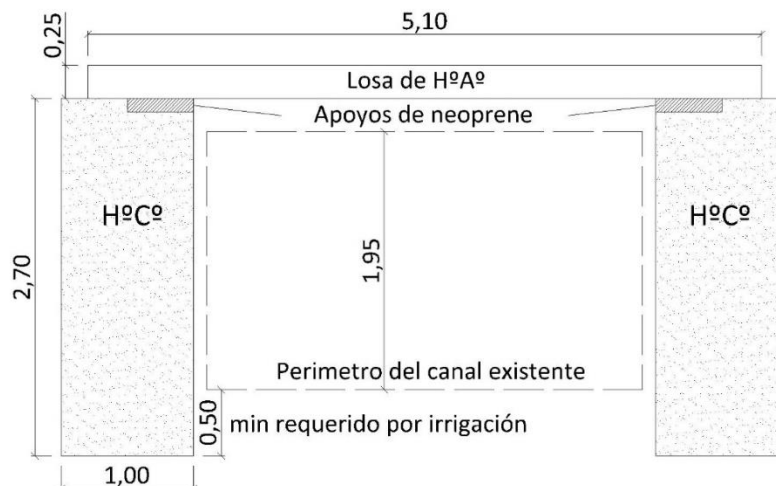 5,10
0,25
Losa de HºAº
Apoyos de neoprene
HºCº
HºCº
2,70
1,95
Perimetro del canal existente
0,50
min requerido por irrigación
1,00